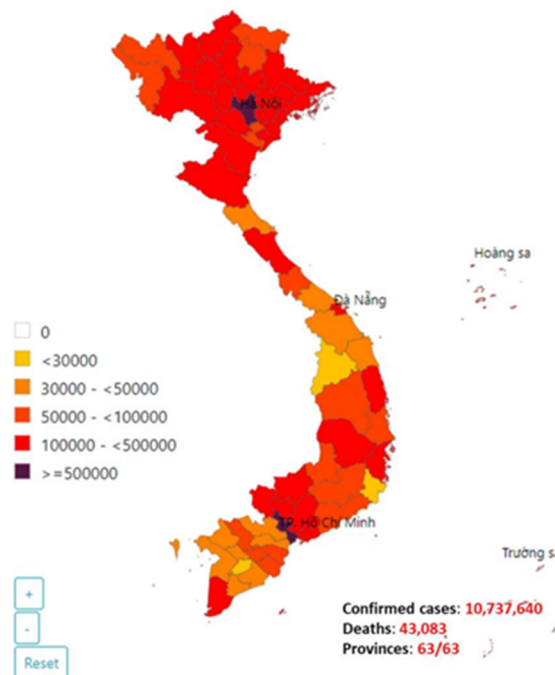 Hà Nội
Hoàng sa
Đà Nẵng
0
<30000
30000 - <50000
50000 - <100000
100000 - <500000
>=500000
TP. Hồ Chí Minh
Trường s
+
-
Reset
Confirmed cases: 10,737,640
Deaths: 43,083
Provinces: 63/63